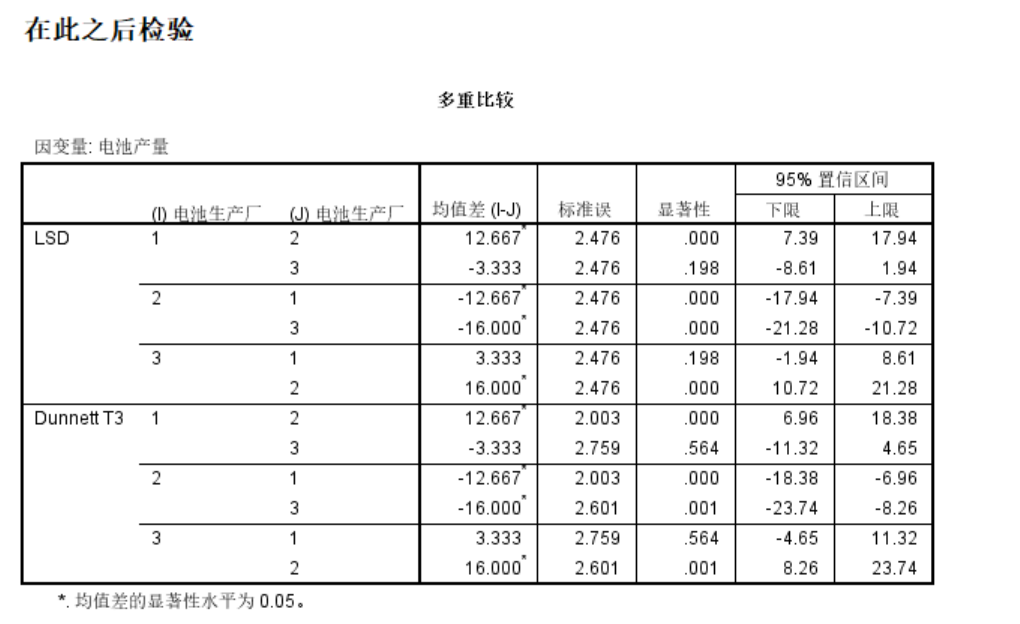 在此之后检验
多重比较
因变量: 电池产量
95% 置信区间
(I) 电池生产厂 (J) 电池生产厂 均值差 (I-J) 标准误 显著性 下限 上限
LSD 1 2 12.667* 2.476 .000 7.39 17.94
3 -3.333 2.476 .198 -8.61 1.94
2 1 -12.667* 2.476 .000 -17.94 -7.39
3 -16.000* 2.476 .000 -21.28 -10.72
3 1 3.333 2.476 .198 -1.94 8.61
2 16.000* 2.476 .000 10.72 21.28
Dunnett T3 1 2 12.667* 2.003 .000 6.96 18.38
3 -3.333 2.759 .564 -11.32 4.65
2 1 -12.667* 2.003 .000 -18.38 -6.96
3 -16.000* 2.601 .001 -23.74 -8.26
3 1 3.333 2.759 .564 -4.65 11.32
2 16.000* 2.601 .001 8.26 23.74
*. 均值差的显著性水平为 0.05。